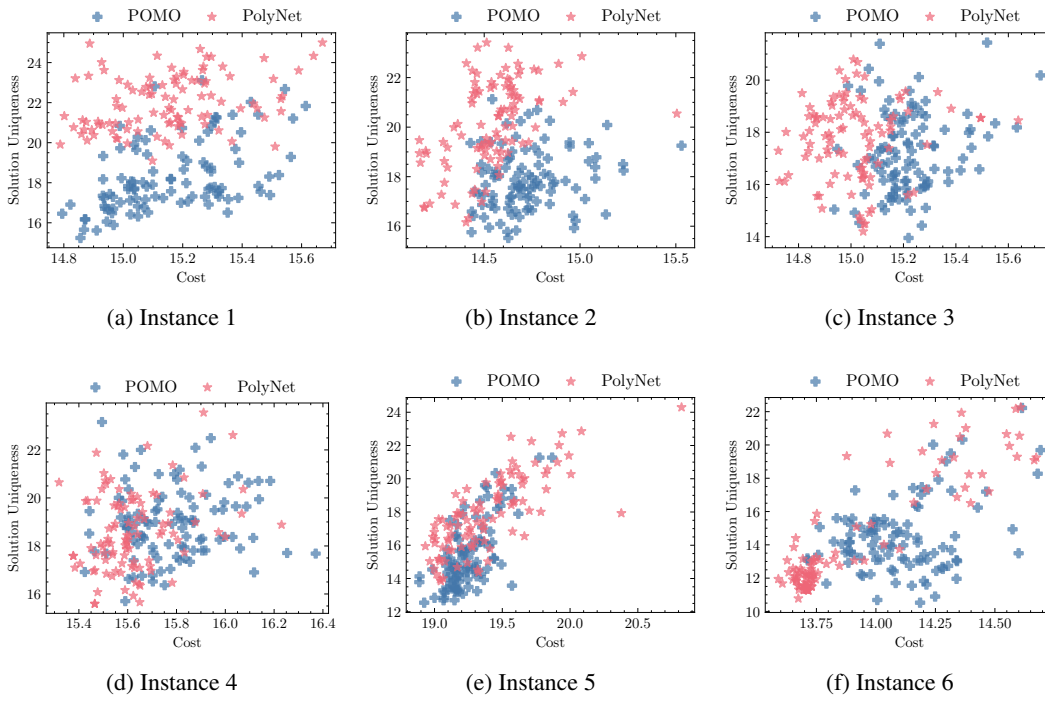 POMO PolyNet POMO PolyNet POMO PolyNet
Solution Uniqueness
24
22
20
18
16
14.8 15.0 15.2 15.4 15.6
Cost
(a) Instance 1
Solution Uniqueness
22
20
18
16
14.5 15.0 15.5
Cost
(b) Instance 2
Solution Uniqueness
20
18
16
14
14.8 15.0 15.2 15.4 15.6
Cost
(c) Instance 3
POMO PolyNet POMO PolyNet POMO PolyNet
Solution Uniqueness
22
20
18
16
15.4 15.6 15.8 16.0 16.2 16.4
Cost
(d) Instance 4
Solution Uniqueness
24
22
20
18
16
14
12
19.0 19.5 20.0 20.5
Cost
(e) Instance 5
Solution Uniqueness
22
20
18
16
14
12
10
13.75 14.00 14.25 14.50
Cost
(f) Instance 6